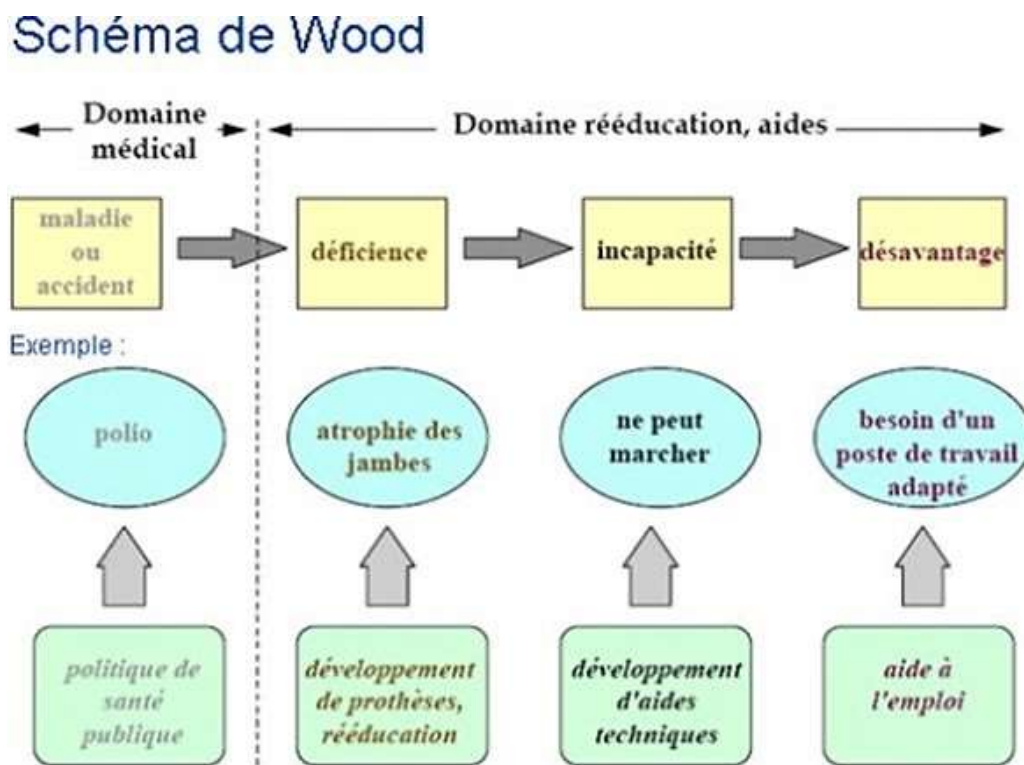 Schéma de Wood
Domaine
médical
Domaine rééducation, aides
maladie
ou
accident
déficience
incapacité
désavantage
Exemple :
polio
atrophie des
jambes
ne peut
marcher
besoin d'un
poste de travail
adapté
politique de
santé
publique
développement
de prothèses,
rééducation
développement
d'aides
techniques
aide à
l'emploi